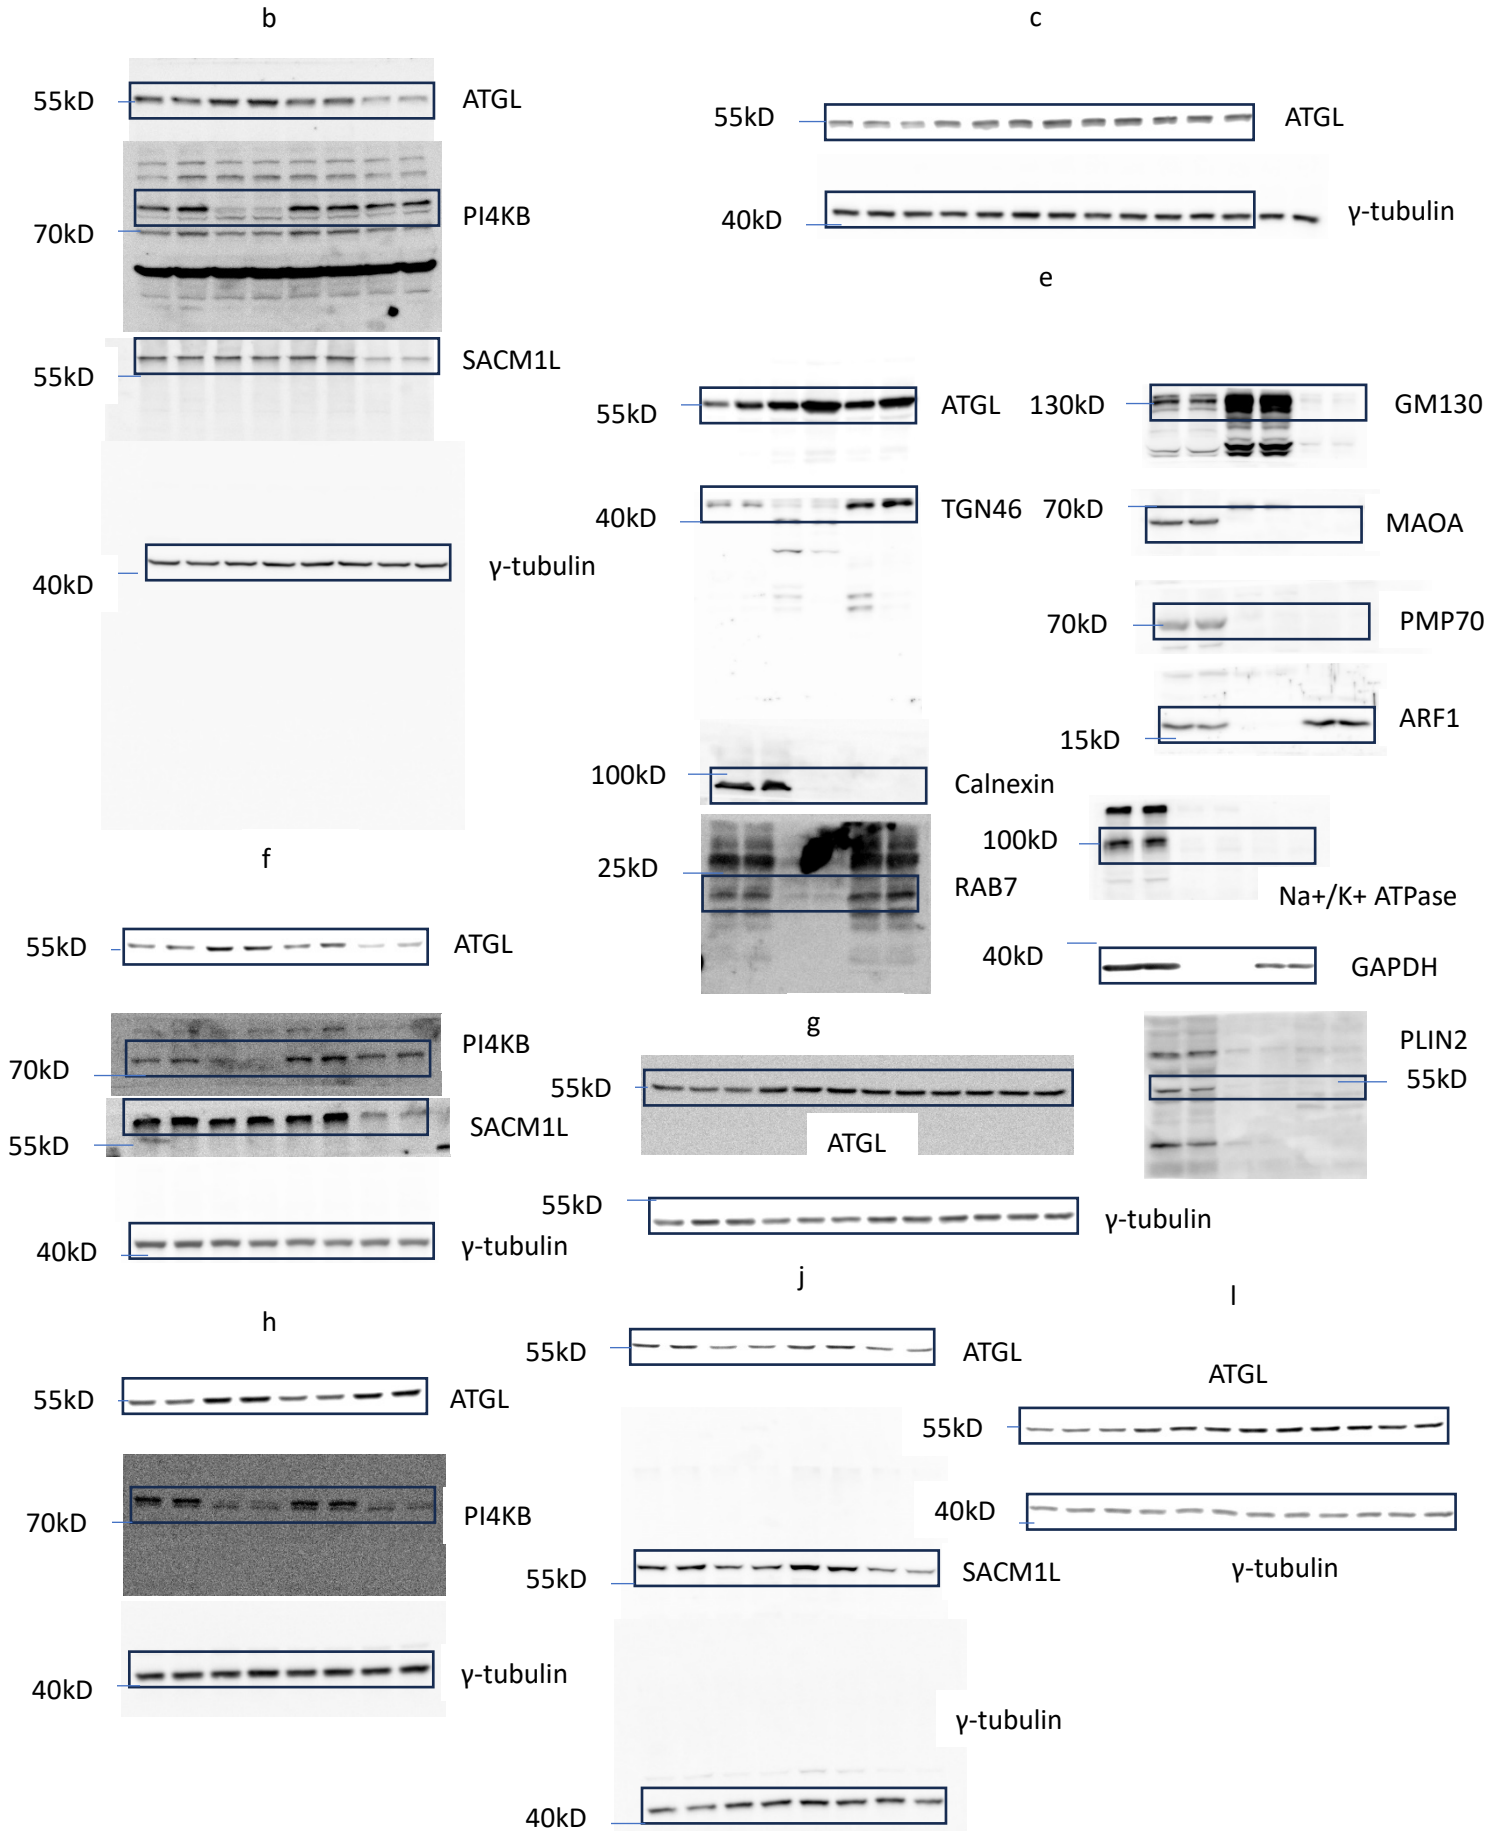 b
55kD
ATGL
PI4KB
70kD
SACM1L
55kD
γ-tubulin
40kD
c
55kD
ATGL
40kD
γ-tubulin
e
55kD
ATGL
40kD
TGN46
100kD
Calnexin
25kD
RAB7
130kD
GM130
70kD
MAOA
70kD
PMP70
ARF1
15kD
100kD
Na+/K+ ATPase
40kD
GAPDH
PLIN2
55kD
f
55kD
ATGL
PI4KB
70kD
SACM1L
55kD
γ-tubulin
40kD
g
55kD
ATGL
55kD
γ-tubulin
h
55kD
ATGL
70kD
PI4KB
γ-tubulin
40kD
j
55kD
ATGL
55kD
SACM1L
γ-tubulin
40kD
l
ATGL
55kD
40kD
γ-tubulin